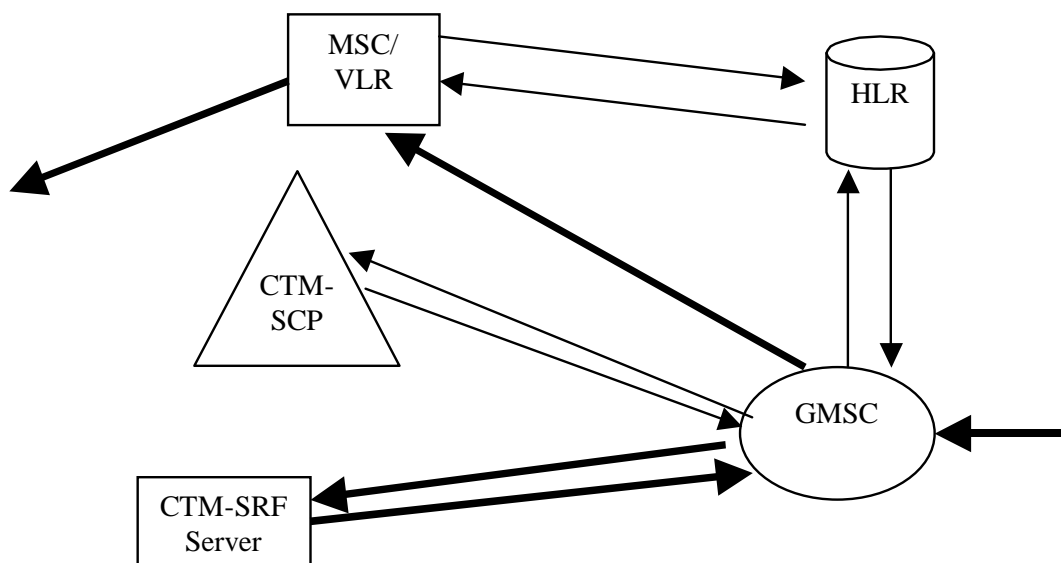 MSC/
VLR
HLR
CTM-
SCP
GMSC
CTM-SRF
Server